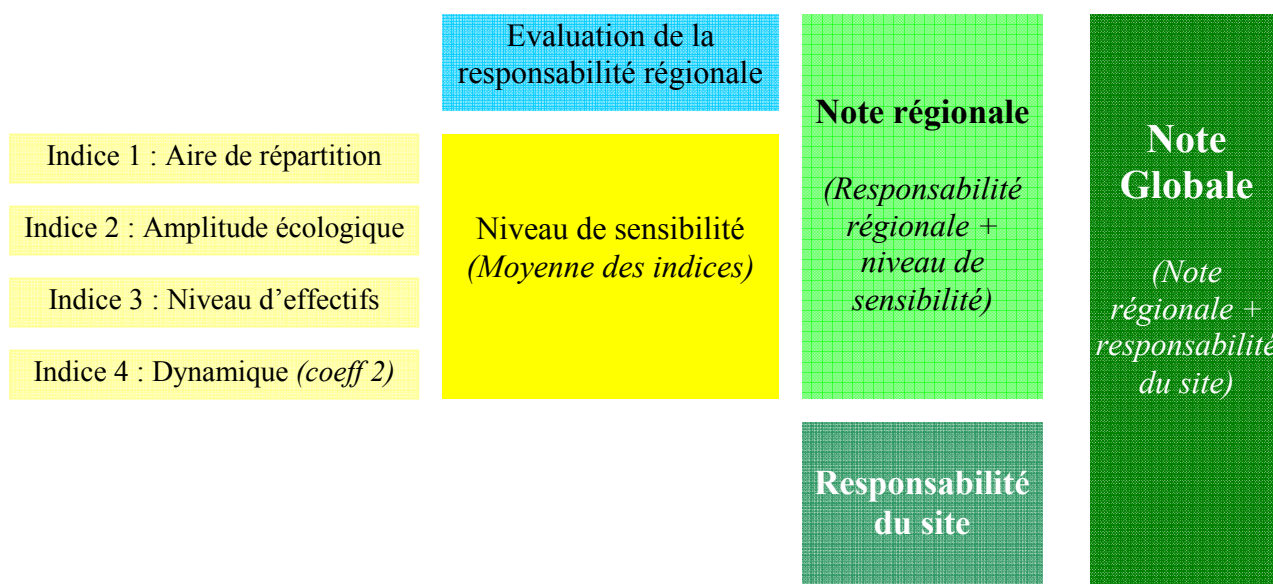 Indice 1 : Aire de répartition
Indice 2 : Amplitude écologique
Indice 3 : Niveau d’effectifs
Indice 4 : Dynamique (coeff 2)
Evaluation de la
responsabilité régionale
Niveau de sensibilité
(Moyenne des indices)
Note régionale
(Responsabilité
régionale +
niveau de
sensibilité)
Responsabilité
du site
Note
Globale
(Note
régionale +
responsabilité
du site)